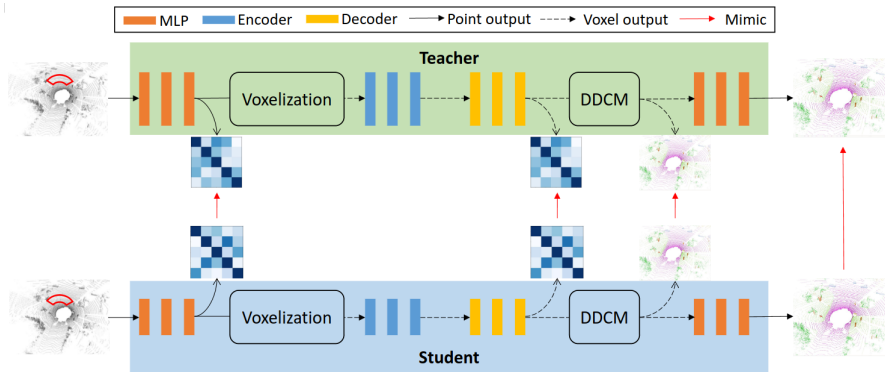 MLP Encoder Decoder Point output Voxel output Mimic
Teacher
Voxelization DDCM
Voxelization DDCM
Student